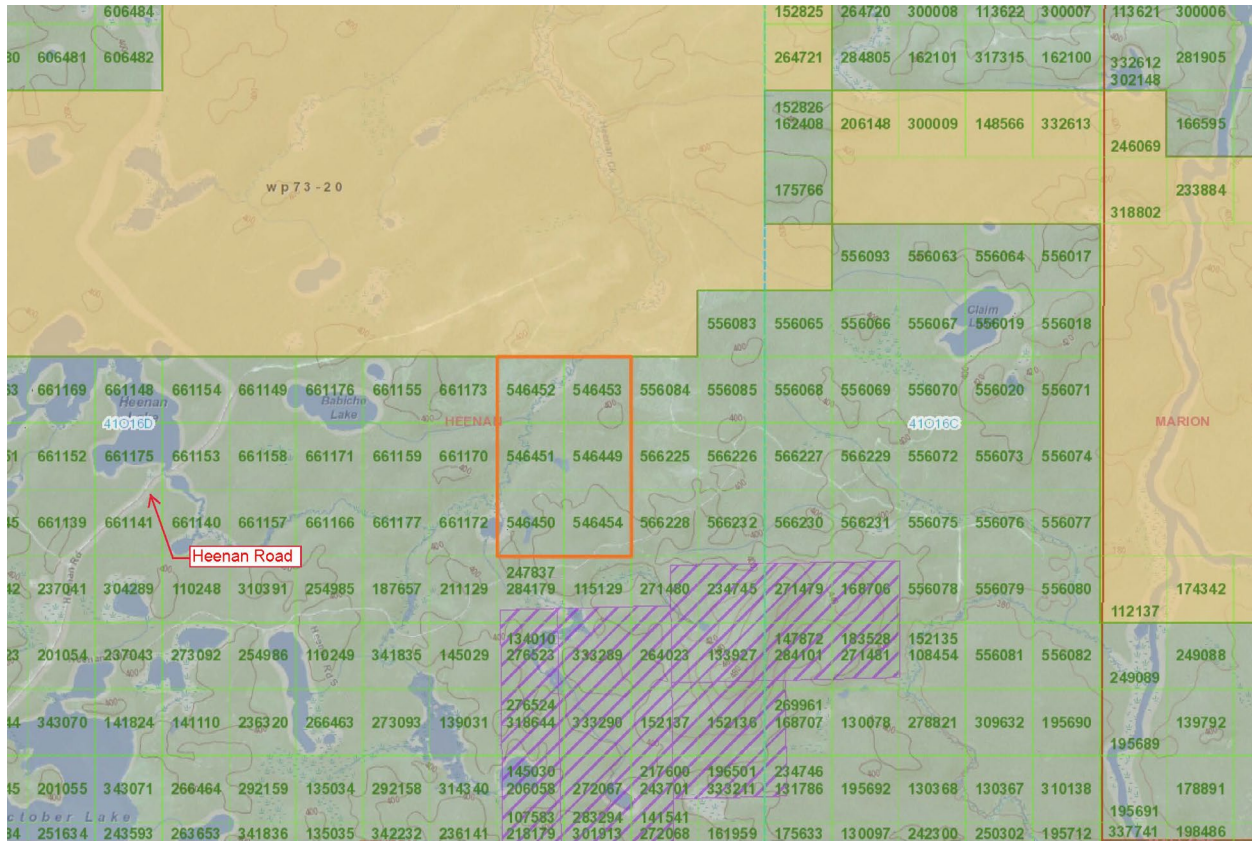 606484 152825 264720 300008 113622 300007 113621 300006
606481 606482 264721 284805 162101 317315 162100 332612 281905
302148
152826
162408 206148 300009 148566 332613 166595
246069
wp73-20 175766 233884
318802
556093 556063 556064 556017
Claim
556083 556065 556066 556067 556019 556018
661169 661148 661154 661149 661176 661155 661173 546452 546453 556084 556085 556068 556069 556070 556020 556071
Heenan Lake
Babiche Lake
41O16D HEENAN 41O16C MARION
661152 661175 661153 661158 661171 661159 661170 546451 546449 566225 566226 566227 566229 556072 556073 556074
661139 661141 661140 661157 661166 661177 661172 546450 546454 566228 566232 566230 566231 556075 556076 556077
Heenan Road
Heenan Rd
247837
237041 304289 110248 310391 254985 187657 211129 284179 115129 271480 234745 271479 168706 556078 556079 556080 174342
112137
134010 147872 183528 152135
201054 237043 273092 254986 110249 341835 145029 276523 333289 264023 133927 284101 271481 108454 556081 556082 249088
249089
276524 269961
343070 141824 141110 236320 266463 273093 139031 318644 333290 152137 152136 168707 130078 278821 309632 195690 139792
195689
145030 217600 196501 234746
201055 343071 266464 292159 135034 292158 314340 206058 272067 243701 333211 131786 195692 130368 130367 310138 178891
ctober Lake 107583 283294 141541 195691
251634 243593 263653 341836 135035 342232 236141 218179 301913 272068 161959 175633 130097 242300 250302 195712 337741 198486